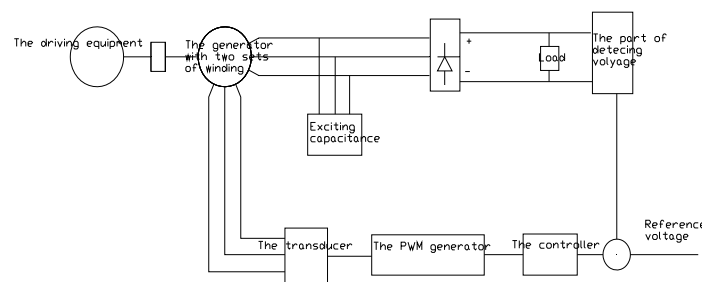 The driving equipment
The generator
with two sets
of winding
+
-
Load
The part of
detecing
volyage
Exciting
capacitance
Reference
voltage
The transducer
The PWM generator
The controller